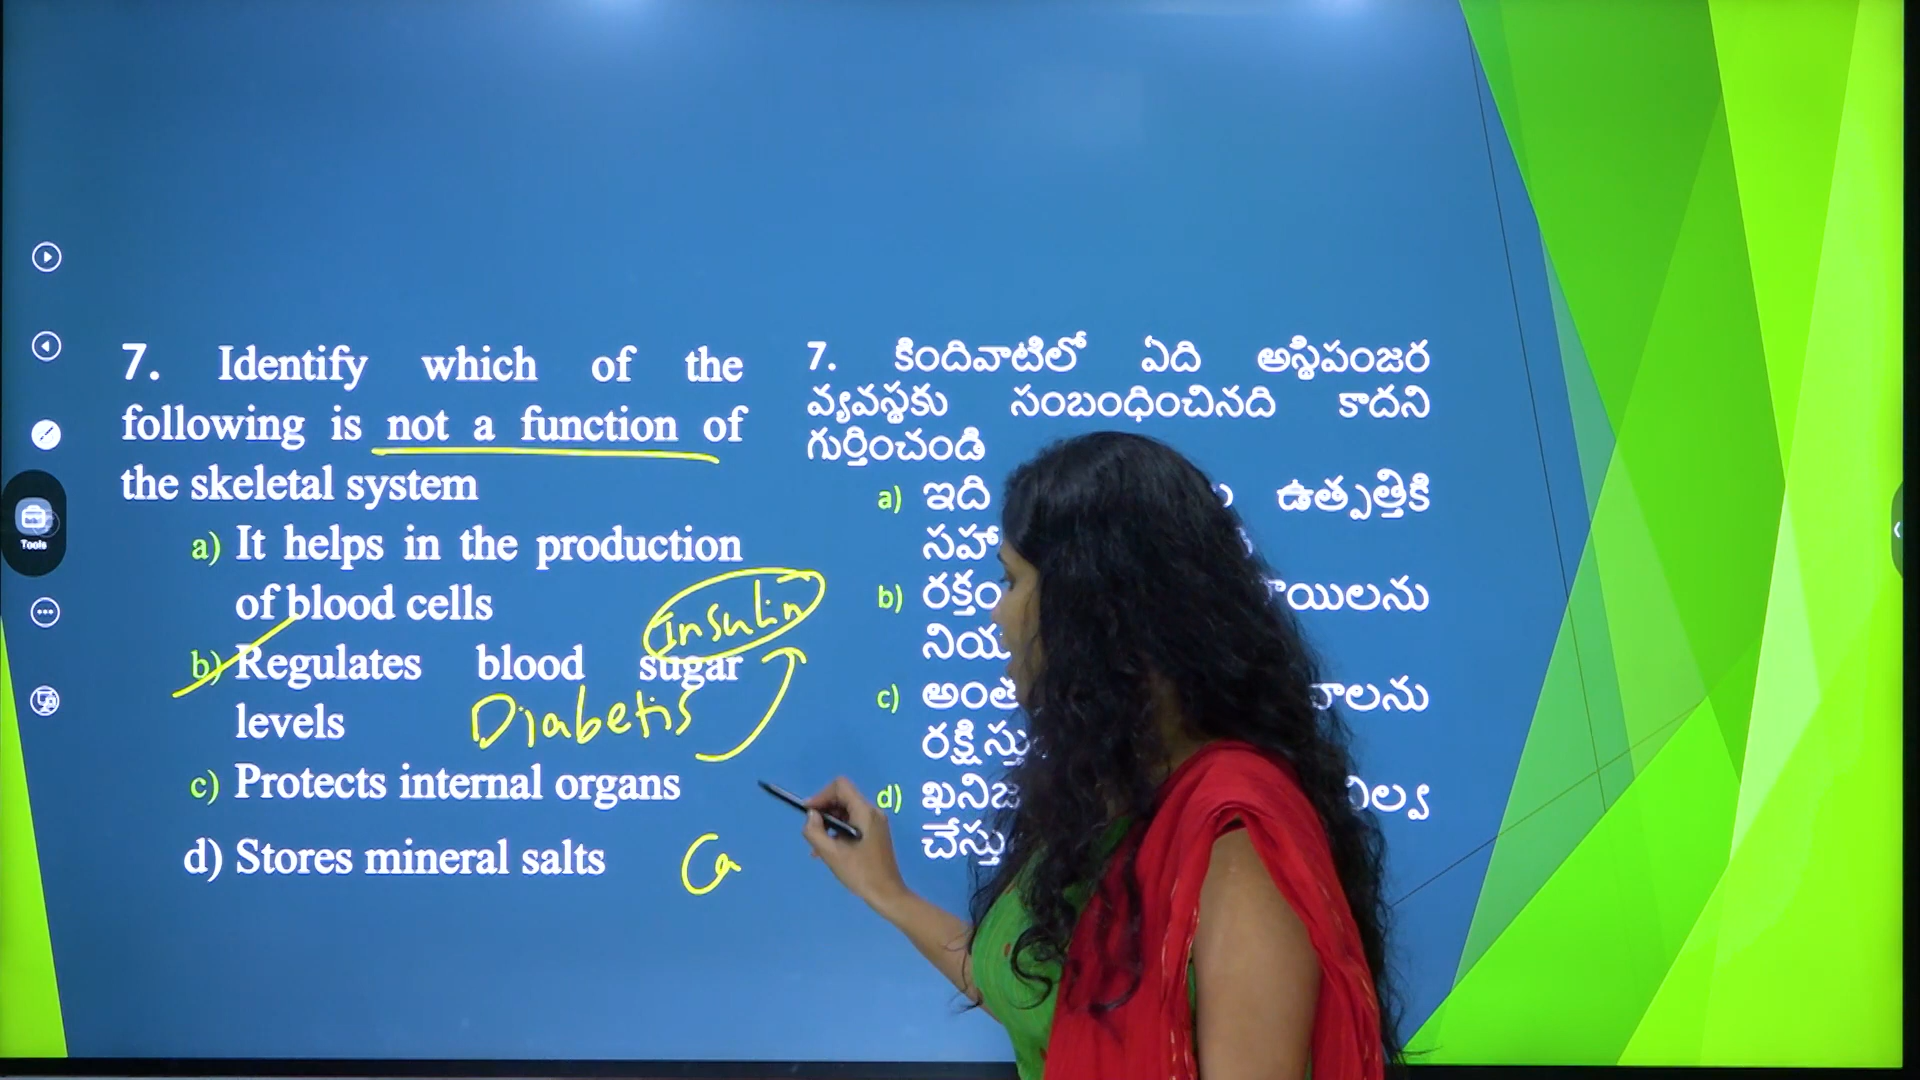 7. Identify which of the
following is not a function of
the skeletal system
a) It helps in the production
of blood cells
insulin
b) Regulates blood sugar
levels Diabetis
c) Protects internal organs
d) Stores mineral salts Ca
7. కిందివాటిలో ఏది అస్థిపంజర
వ్యవస్థకు సంబంధించినది కాదని
గుర్తించండి
a) ఇది ఉత్పత్తికి
b)
c)
రక్షిస్తు
d)
Tools